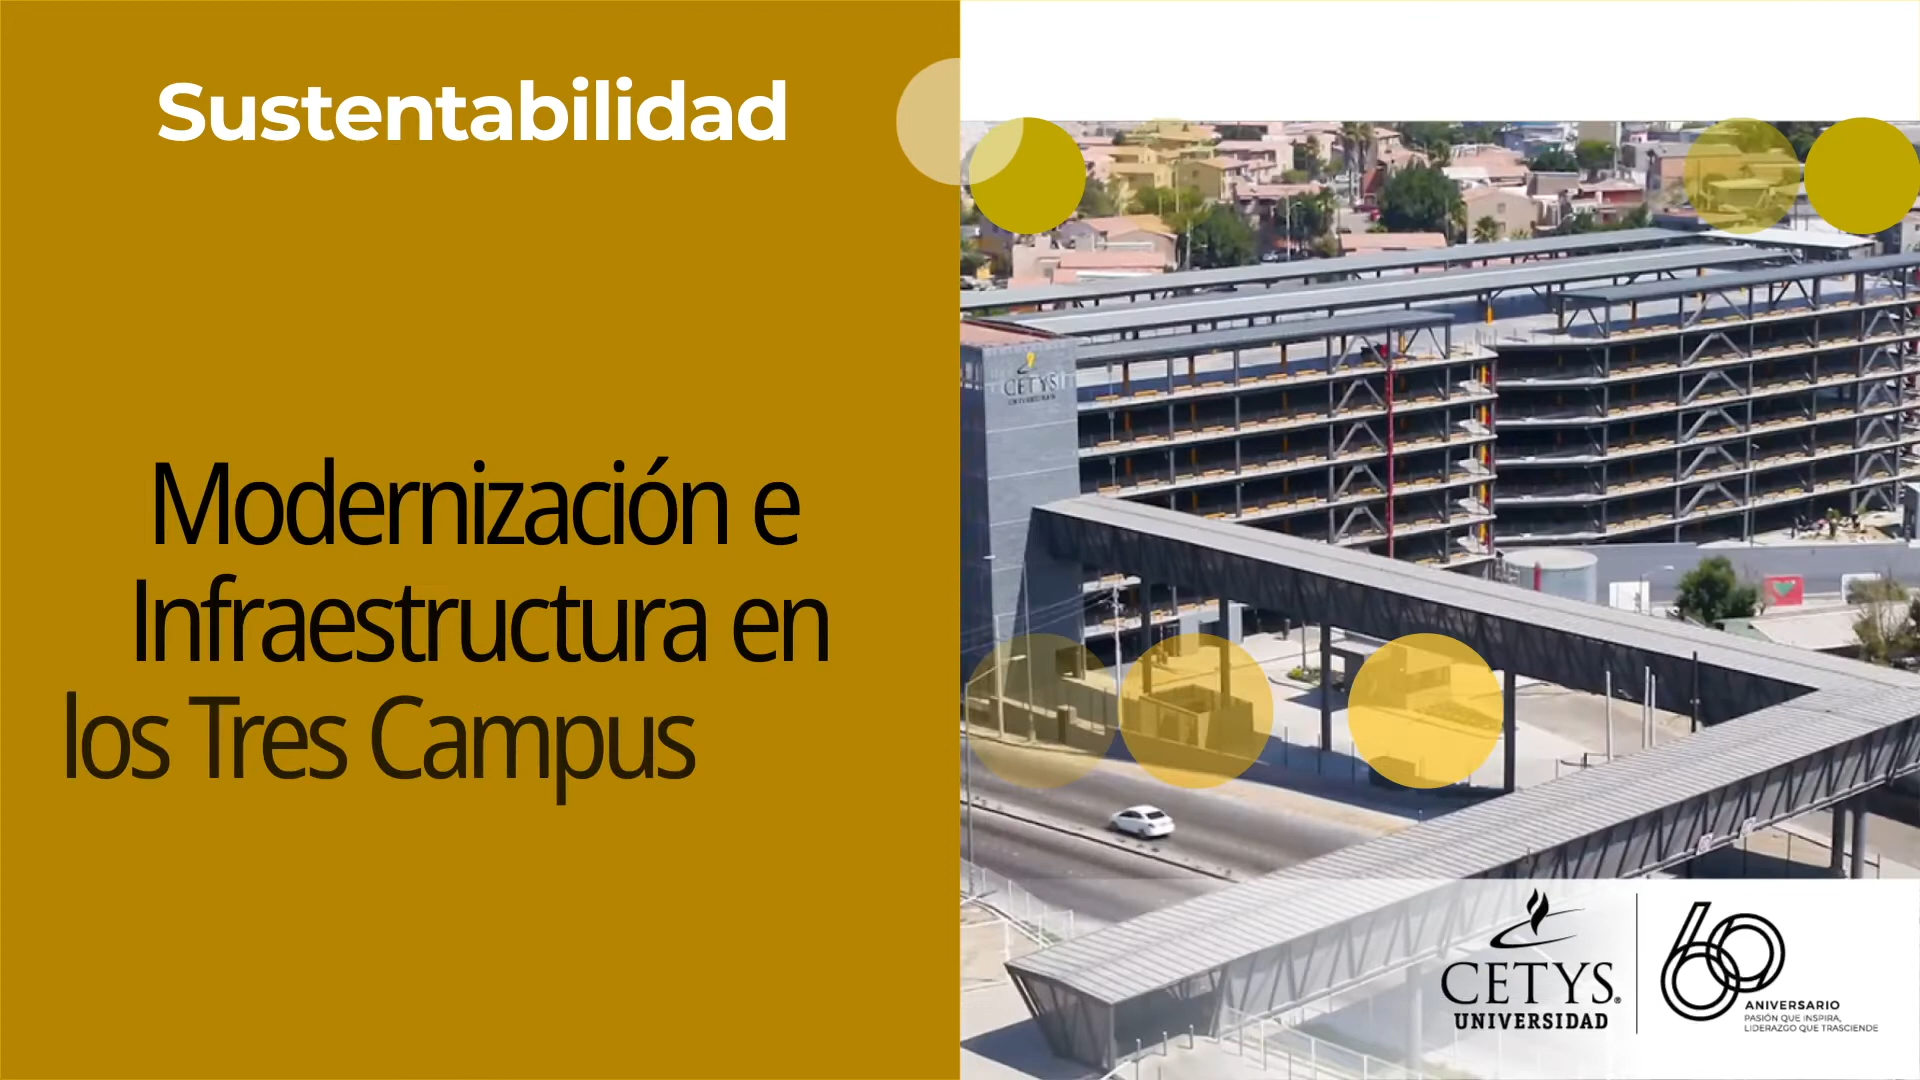 Sustentabilidad
Modernización e
Infraestructura en
los Tres Campus
CETYS
CETYS®
UNIVERSIDAD
60
ANIVERSARIO
PASIÓN QUE INSPIRA,
LIDERAZGO QUE TRASCIENDE